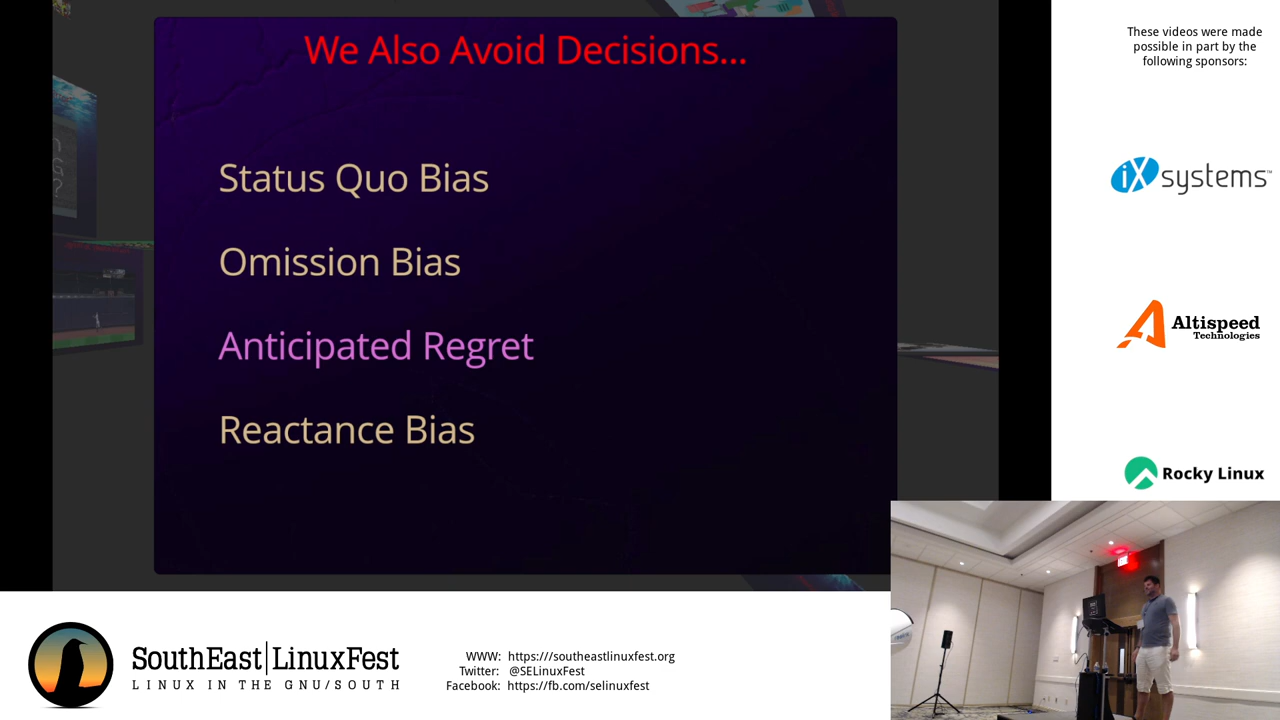 We Also Avoid Decisions...
Status Quo Bias
Omission Bias
Anticipated Regret
Reactance Bias
These videos were made
possible in part by the
following sponsors:
iXsystems™
Altispeed
Technologies
Rocky Linux
SouthEast|LinuxFest
LINUX IN THE GNU/SOUTH
WWW: https:///southeastlinuxfest.org
Twitter: @SELinuxFest
Facebook: https://fb.com/selinuxfest